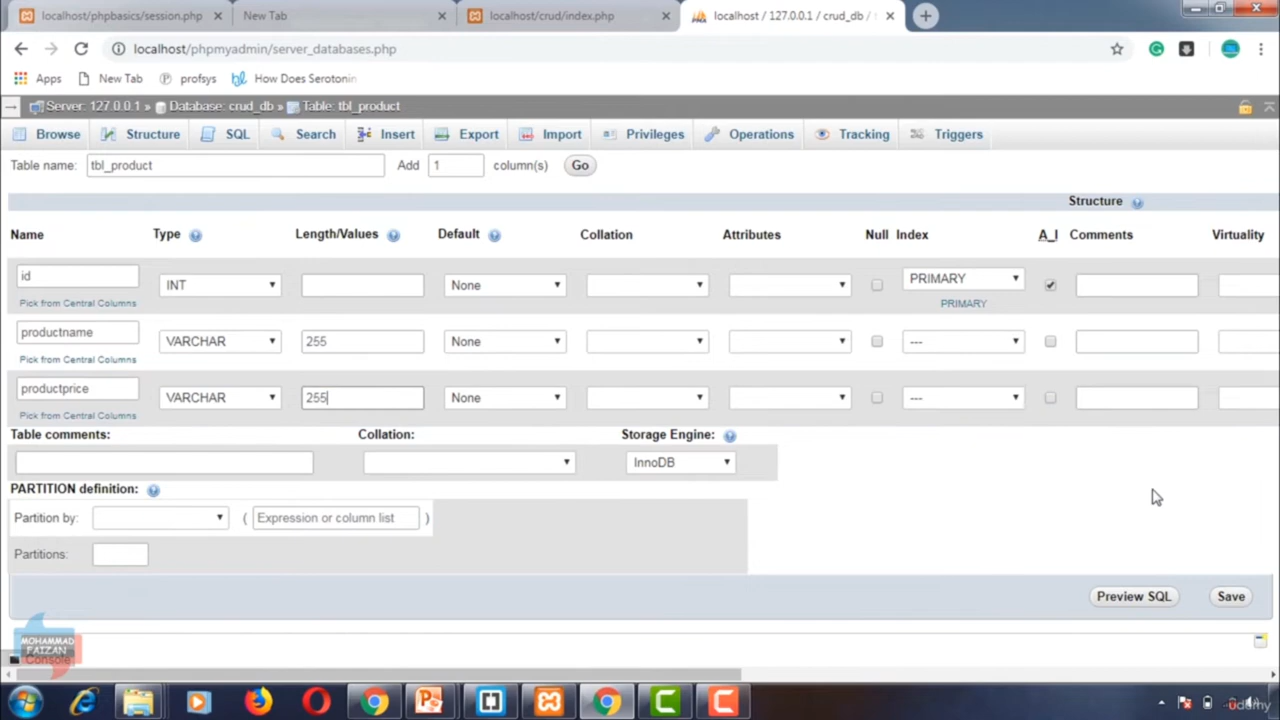 localhost/phpbasics/session.php
New Tab
localhost/crud/index.php
localhost / 127.0.0.1 / crud_db /
localhost/phpmyadmin/server_databases.php
Apps New Tab profsys How Does Serotonin
Server: 127.0.0.1 » Database: crud_db » Table: tbl_product
Browse Structure SQL Search Insert Export Import Privileges Operations Tracking Triggers
Table name: tbl_product Add 1 column(s) Go
Structure
Name Type Length/Values Default Collation Attributes Null Index A_I Comments Virtuality
id INT None PRIMARY
Pick from Central Columns PRIMARY
productname VARCHAR 255 None ---
Pick from Central Columns
productprice VARCHAR 255 None ---
Pick from Central Columns
Table comments: Collation: Storage Engine:
InnoDB
PARTITION definition:
Partition by: ( Expression or column list )
Partitions:
Preview SQL Save
MOHAMMAD
FAIZAN
Console
udemy